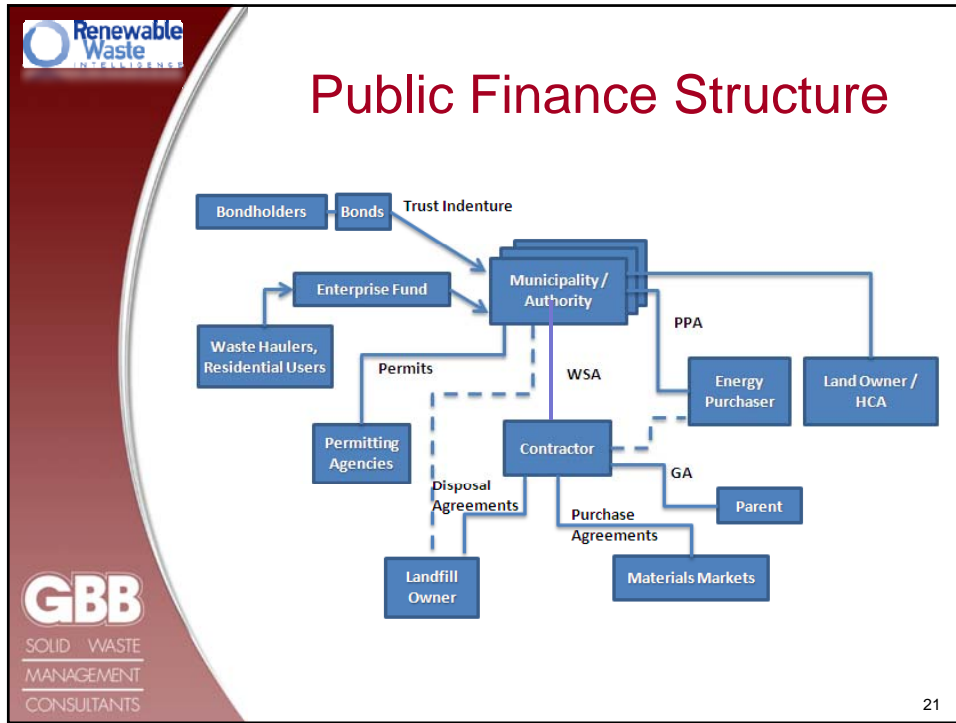 Renewable
Waste
INTELLIGENCE
Public Finance Structure
Bondholders
Bonds
Trust Indenture
Enterprise Fund
Municipality /
Authority
Waste Haulers,
Residential Users
Permits
WSA
PPA
Energy
Purchaser
Land Owner /
HCA
Permitting
Agencies
Contractor
GA
Disposal
Agreements
Purchase
Agreements
Parent
Landfill
Owner
Materials Markets
GBB
SOLID WASTE
MANAGEMENT
CONSULTANTS
21